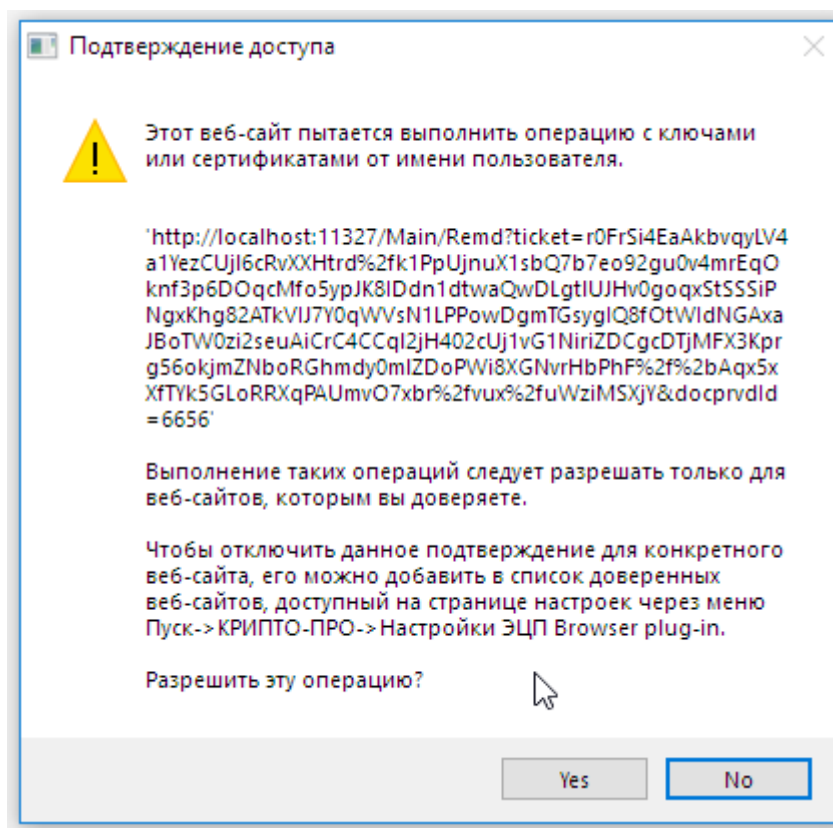 Подтверждение доступа
Этот веб-сайт пытается выполнить операцию с ключами
или сертификатами от имени пользователя.
'http://localhost:11327/Main/Remd?ticket=r0FrSi4EaAkbvqyLV4
a1YezCUjI6cRvXXHtrd%2fk1PpUjnuX1sbQ7b7eo92gu0v4mrEqO
knf3p6DOqcMfo5ypJK8IDdn1dtwaQwDLgtIUJHv0goqxStSSSiP
NgxKhg82ATkVIJ7Y0qWVsN1LPPowDgmTGsyglQ8fOtWIdNGAxa
JBoTW0zi2seuAiCrC4CCqI2jH402cUj1vG1NiriZDCgcDTjMFX3Kpr
g56okjmZNboRGhmdy0mIZDoPWi8XGNvrHbPhF%2f%2bAqx5x
XfTYk5GLoRRXqPAUmvO7xbr%2fvux%2fuWziMSXjY&docprvdId
=6656'
Выполнение таких операций следует разрешать только для
веб-сайтов, которым вы доверяете.
Чтобы отключить данное подтверждение для конкретного
веб-сайта, его можно добавить в список доверенных
веб-сайтов, доступный на странице настроек через меню
Пуск->КРИПТО-ПРО->Настройки ЭЦП Browser plug-in.
Разрешить эту операцию?
Yes
No